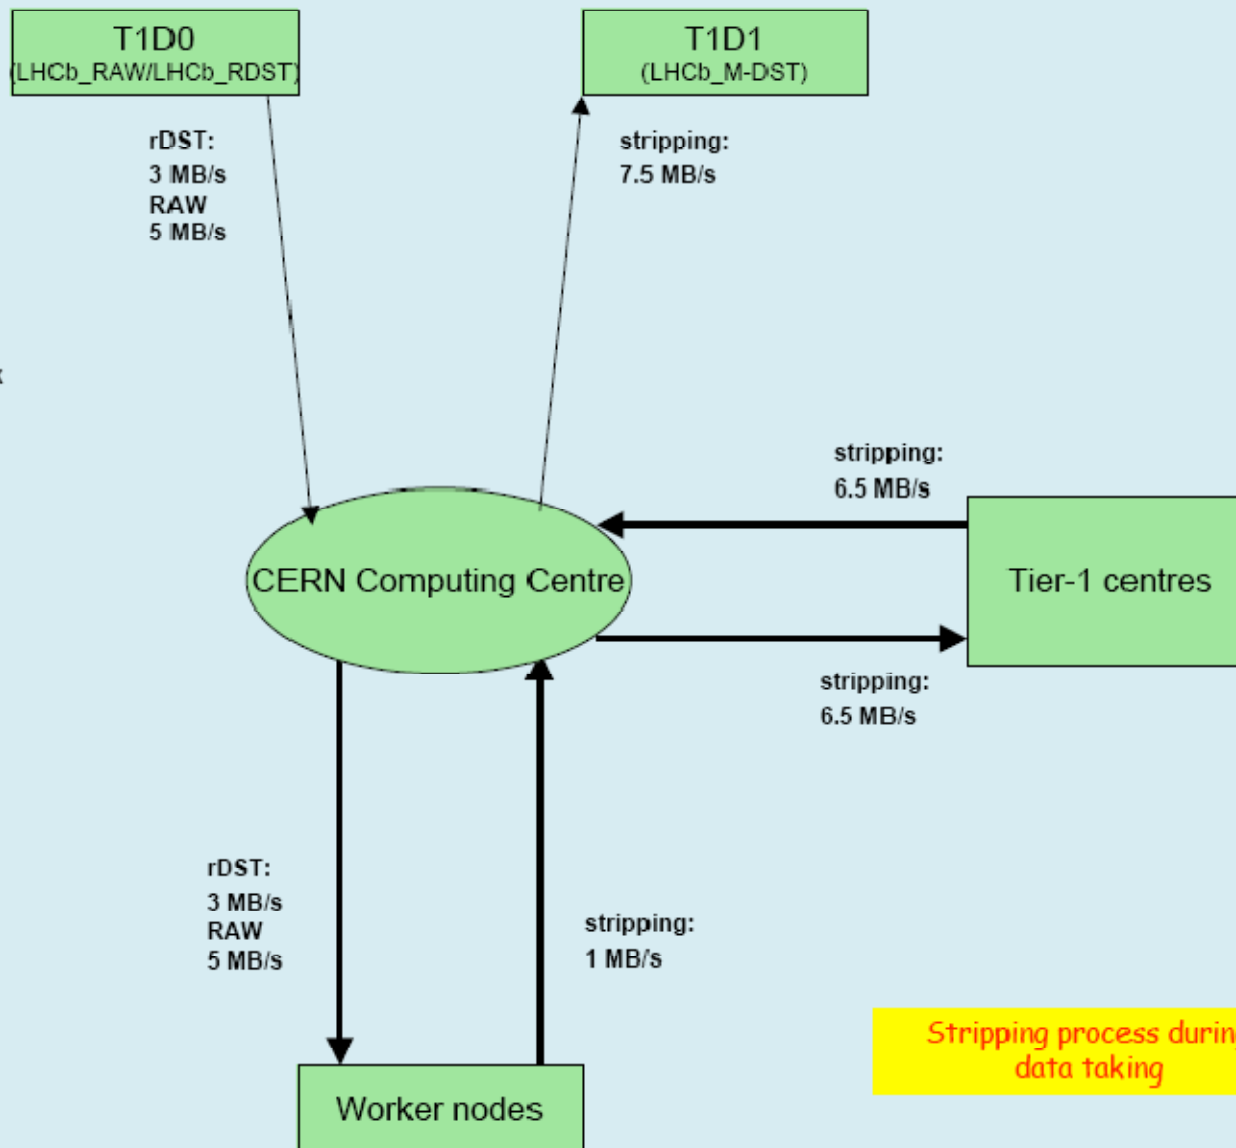 T1D0
(LHCb_RAW/LHCb_RDST)
T1D1
(LHCb_M-DST)
rDST:
3 MB/s
RAW
5 MB/s
stripping:
7.5 MB/s
stripping:
6.5 MB/s
CERN Computing Centre
Tier-1 centres
stripping:
6.5 MB/s
rDST:
3 MB/s
RAW
5 MB/s
stripping:
1 MB/s
Stripping process during
data taking
Worker nodes